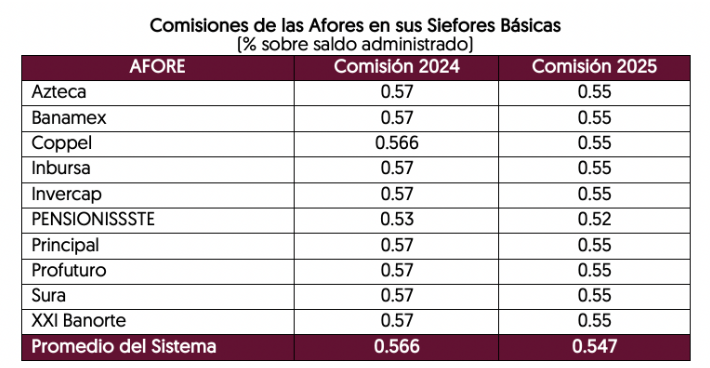 Comisiones de las Afores en sus Siefores Básicas
(% sobre saldo administrado)
AFORE Comisión 2024 Comisión 2025
Azteca 0.57 0.55
Banamex 0.57 0.55
Coppel 0.566 0.55
Inbursa 0.57 0.55
Invercap 0.57 0.55
PENSIONISSSTE 0.53 0.52
Principal 0.57 0.55
Profuturo 0.57 0.55
Sura 0.57 0.55
XXI Banorte 0.57 0.55
Promedio del Sistema 0.566 0.547